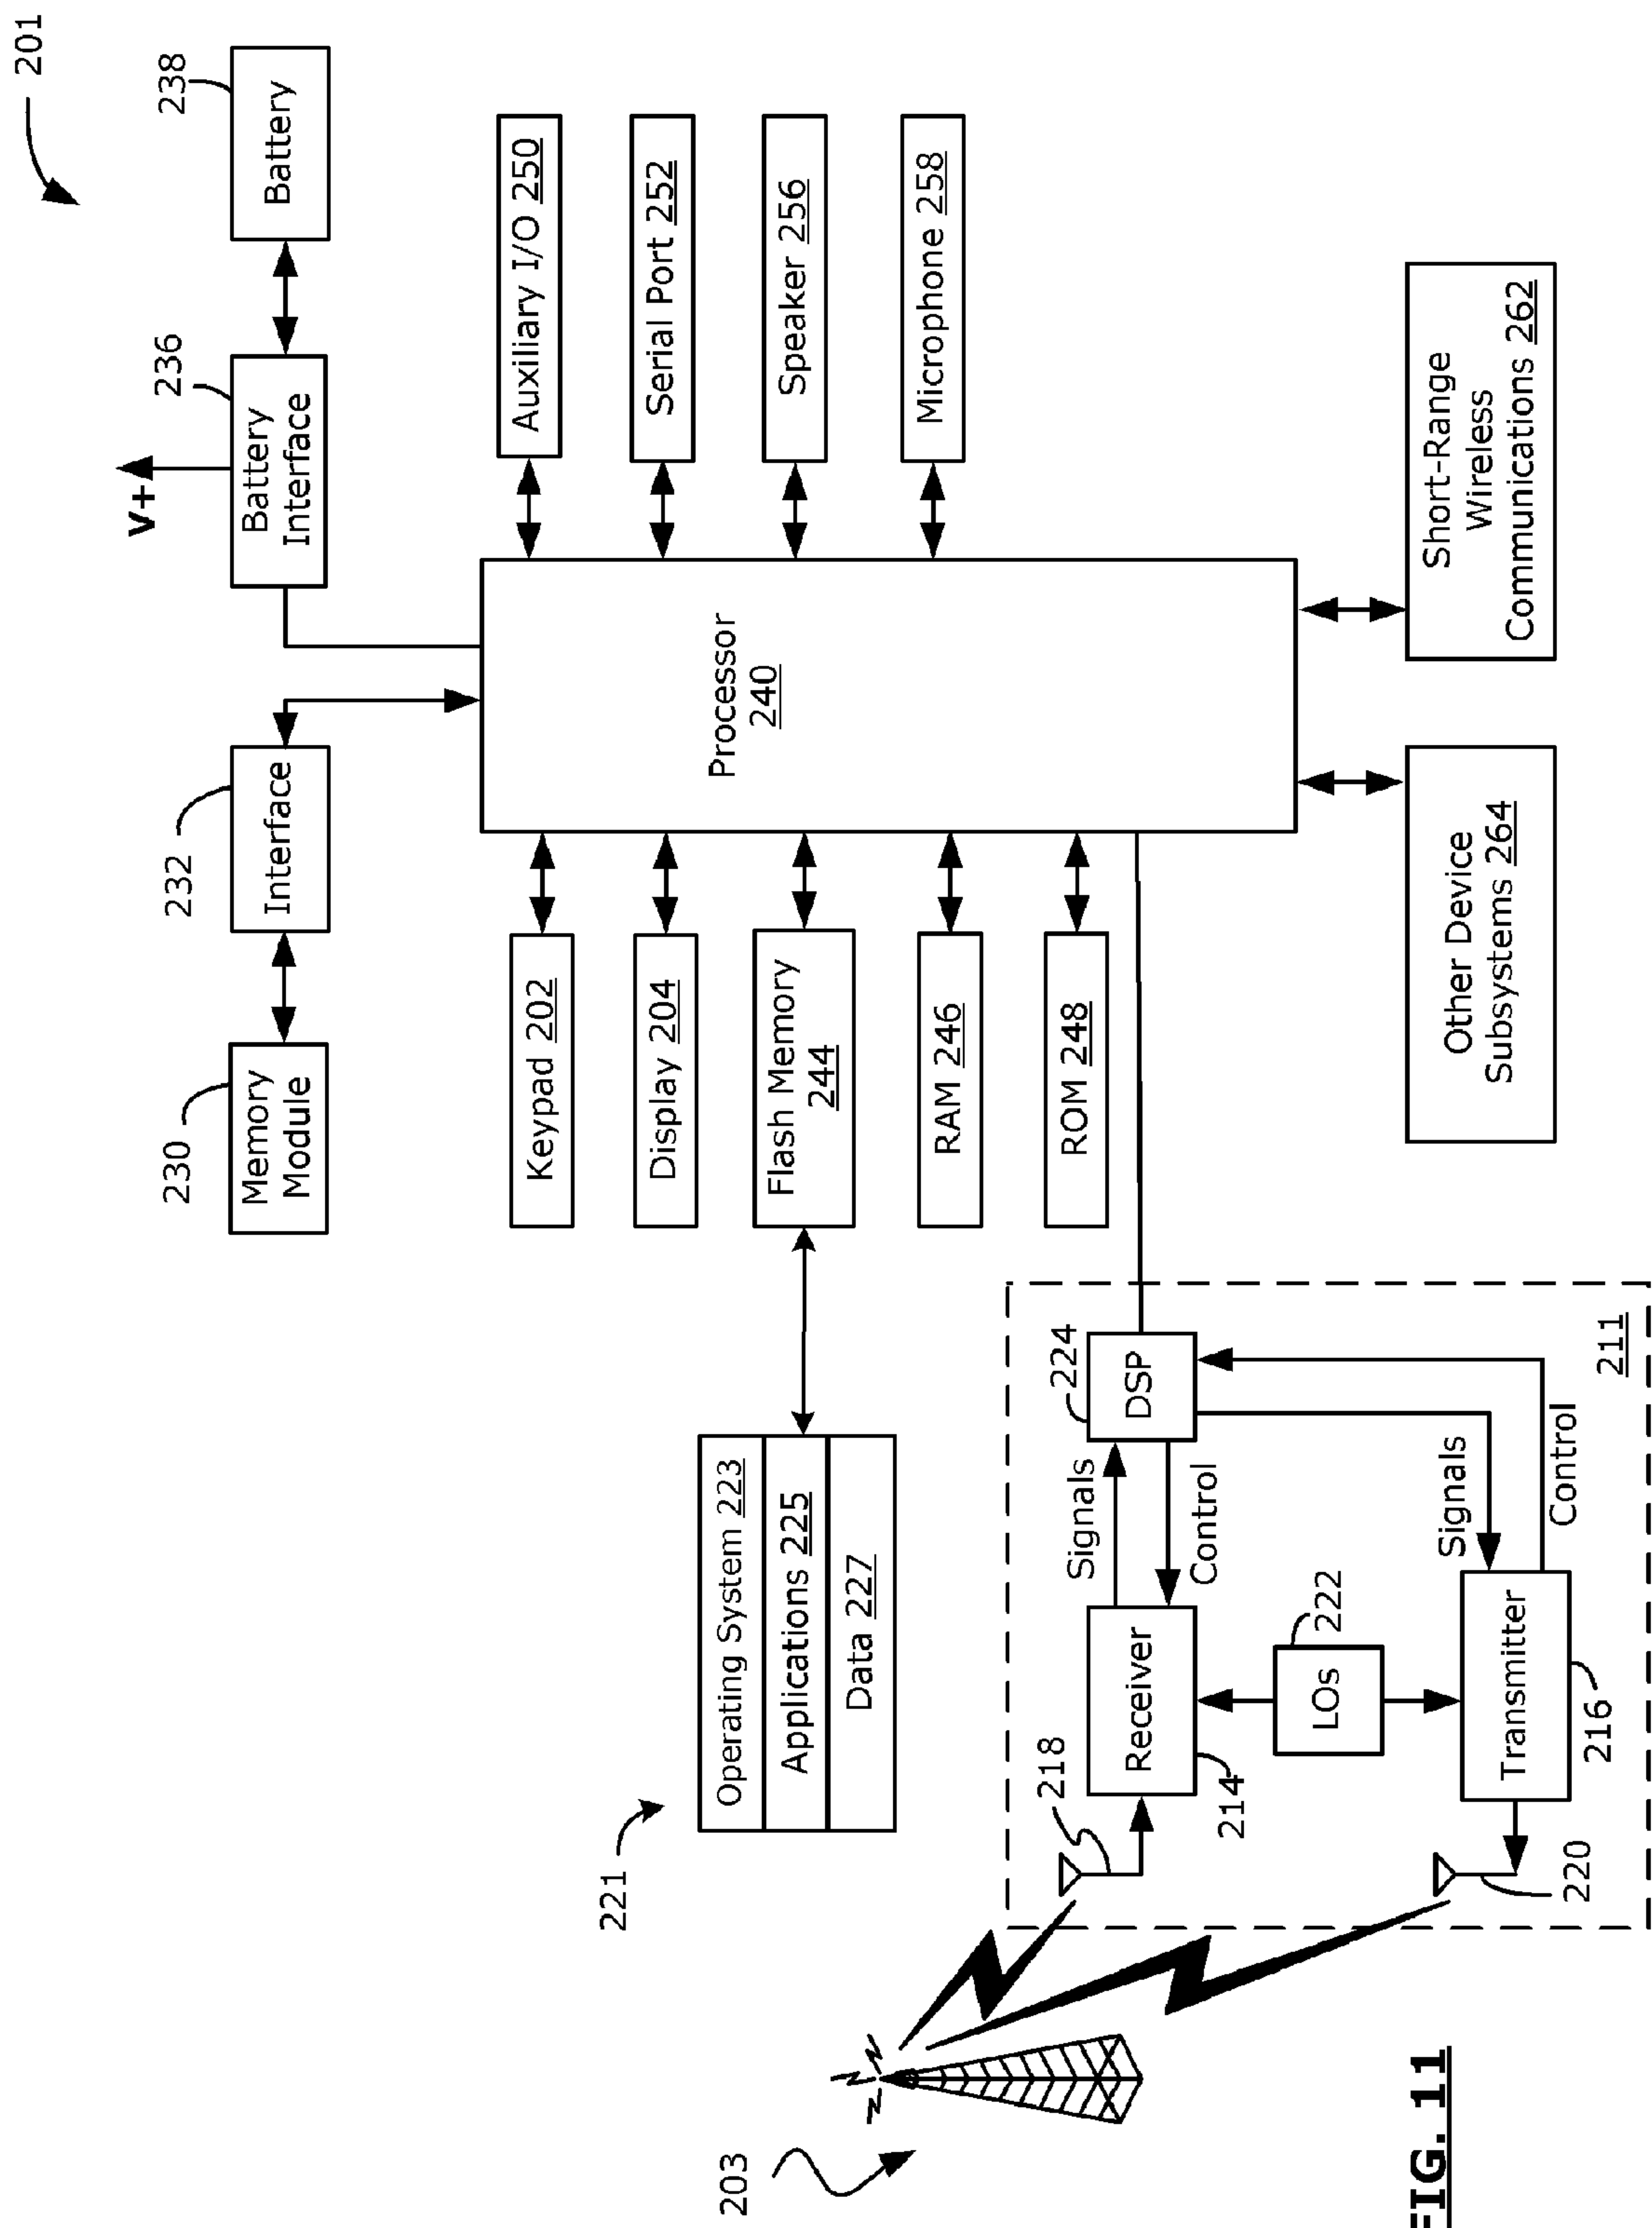 201
230
Memory
Module
232
Interface
V+
236
Battery
Interface
238
Battery
Keypad 202
Display 204
Flash Memory
244
RAM 246
ROM 248
Processor
240
Auxiliary I/O 250
Serial Port 252
Speaker 256
Microphone 258
221
Operating System 223
Applications 225
Data 227
203
218
Receiver
214
Signals
Control
224
DSP
LOs
222
220
Transmitter
216
Signals
Control
211
Other Device
Subsystems 264
Short-Range
Wireless
Communications 262
FIG. 11